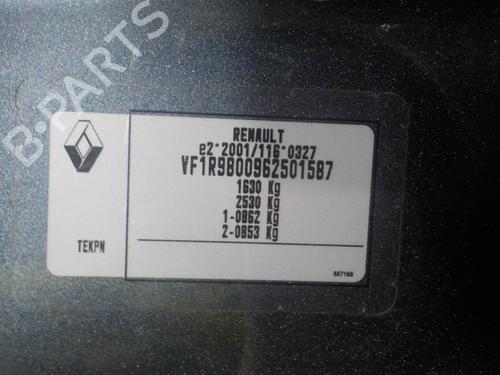 B-PARTS
RENAULT
e2*2001/116*0327
VF1R9800962501587
1630 Kg
2530 Kg
1-0862 Kg
2-0853 Kg
TEKPN
557165